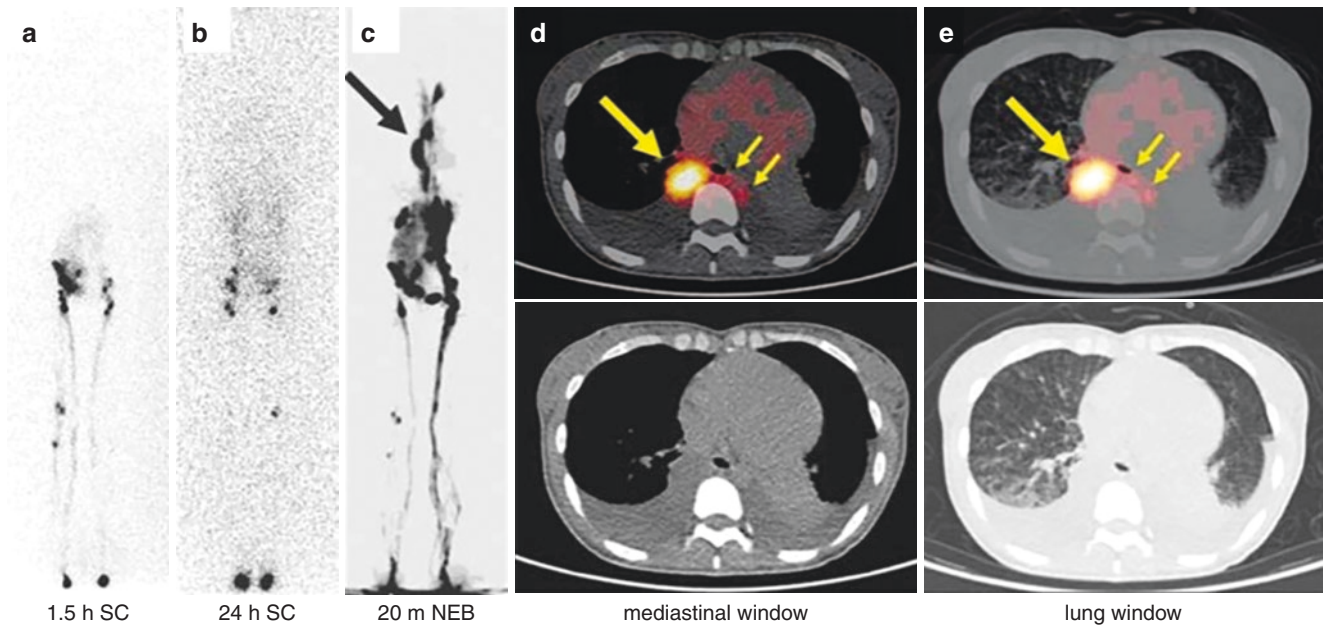 a
b
c
d
e
1.5 h SC
24 h SC
20 m NEB
mediastinal window
lung window